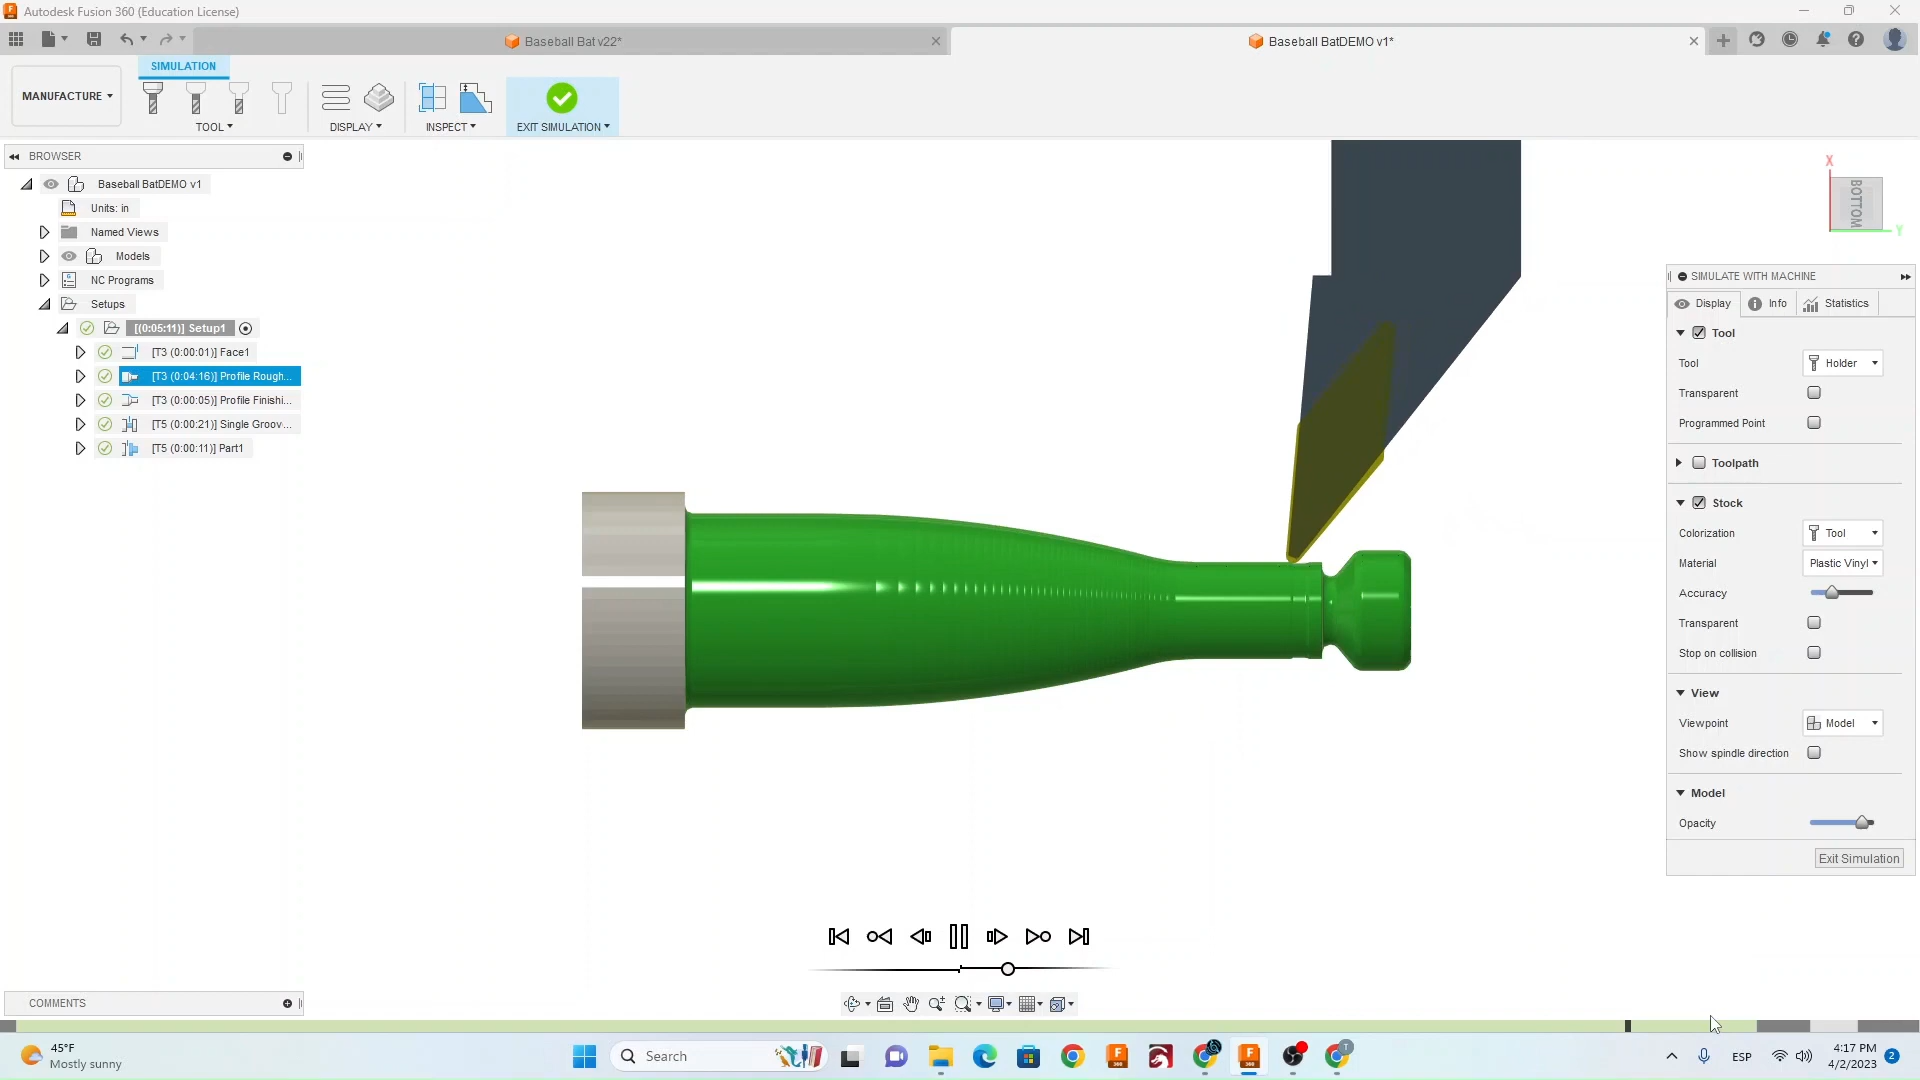 Autodesk Fusion 360 (Education License)
Baseball Bat v22*
Baseball BatDEMO v1*
MANUFACTURE
SIMULATION
TOOL
DISPLAY
INSPECT
EXIT SIMULATION
BROWSER
Baseball BatDEMO v1
Units: in
Named Views
Models
NC Programs
Setups
[(0:05:11)] Setup1
[T3 (0:00:01)] Face1
[T3 (0:04:16)] Profile Rough...
[T3 (0:00:05)] Profile Finishi...
[T5 (0:00:21)] Single Groov...
[T5 (0:00:11)] Part1
X
BOTTOM
Y
SIMULATE WITH MACHINE
Display
Info
Statistics
Tool
Tool
Holder
Transparent
Programmed Point
Toolpath
Stock
Colorization
Tool
Material
Plastic Vinyl
Accuracy
Transparent
Stop on collision
View
Viewpoint
Model
Show spindle direction
Model
Opacity
Exit Simulation
COMMENTS
45°F
Mostly sunny
Search
T
ESP
4:17 PM
4/2/2023
2